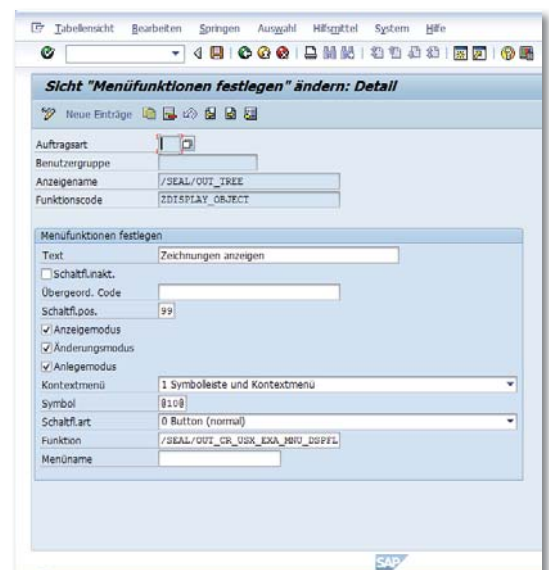 Tabellensicht Bearbeiten Springen Auswahl Hilfsmittel System Hilfe
Sicht "Menüfunktionen festlegen" ändern: Detail
Neue Einträge
Auftragsart
Benutzergruppe
Anzeigename /SEAL/OUT_TREE
Funktionscode ZDISPLAY_OBJECT
Menüfunktionen festlegen
Text Zeichnungen anzeigen
Schaltfl.inakt.
Übergeord. Code
Schaltfl.pos. 99
Anzeigemodus
Änderungsmodus
Anlegemodus
Kontextmenü 1 Symbolleiste und Kontextmenü
Symbol @10@
Schaltfl.art 0 Button (normal)
Funktion /SEAL/OUT_CR_USX_EXA_MNU_DSPFL
Menüname
SAP